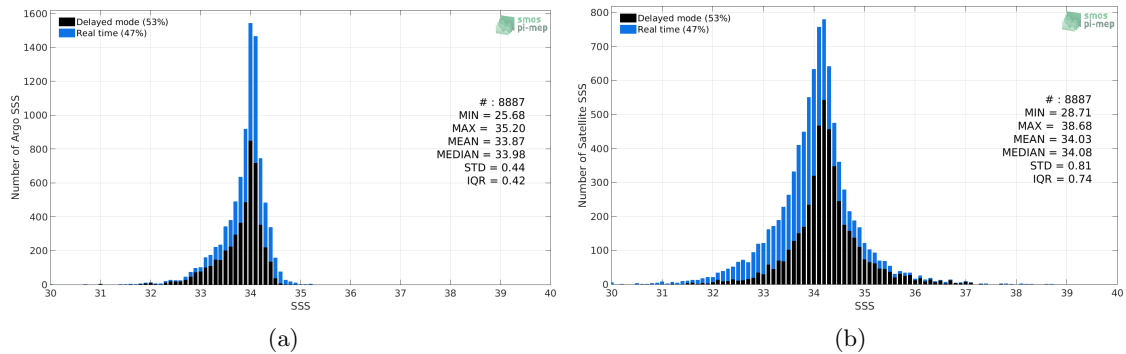 Delayed mode (53%)
Real time (47%)
smos
pi-mep
1600
1400
1200
1000
800
600
400
200
0
Number of Argo SSS
# : 8887
MIN = 25.68
MAX = 35.20
MEAN = 33.87
MEDIAN = 33.98
STD = 0.44
IQR = 0.42
30 31 32 33 34 35 36 37 38 39 40
SSS
(a)
Delayed mode (53%)
Real time (47%)
smos
pi-mep
800
700
600
500
400
300
200
100
0
Number of Satellite SSS
# : 8887
MIN = 28.71
MAX = 38.68
MEAN = 34.03
MEDIAN = 34.08
STD = 0.81
IQR = 0.74
30 31 32 33 34 35 36 37 38 39 40
SSS
(b)